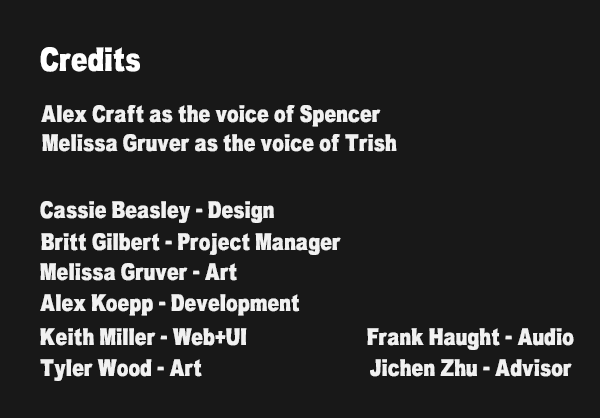 Credits
Alex Craft as the voice of Spencer
Melissa Gruver as the voice of Trish
Cassie Beasley - Design
Britt Gilbert - Project Manager
Melissa Gruver - Art
Alex Koepp - Development
Keith Miller - Web+UI
Tyler Wood - Art
Frank Haught - Audio
Jichen Zhu - Advisor